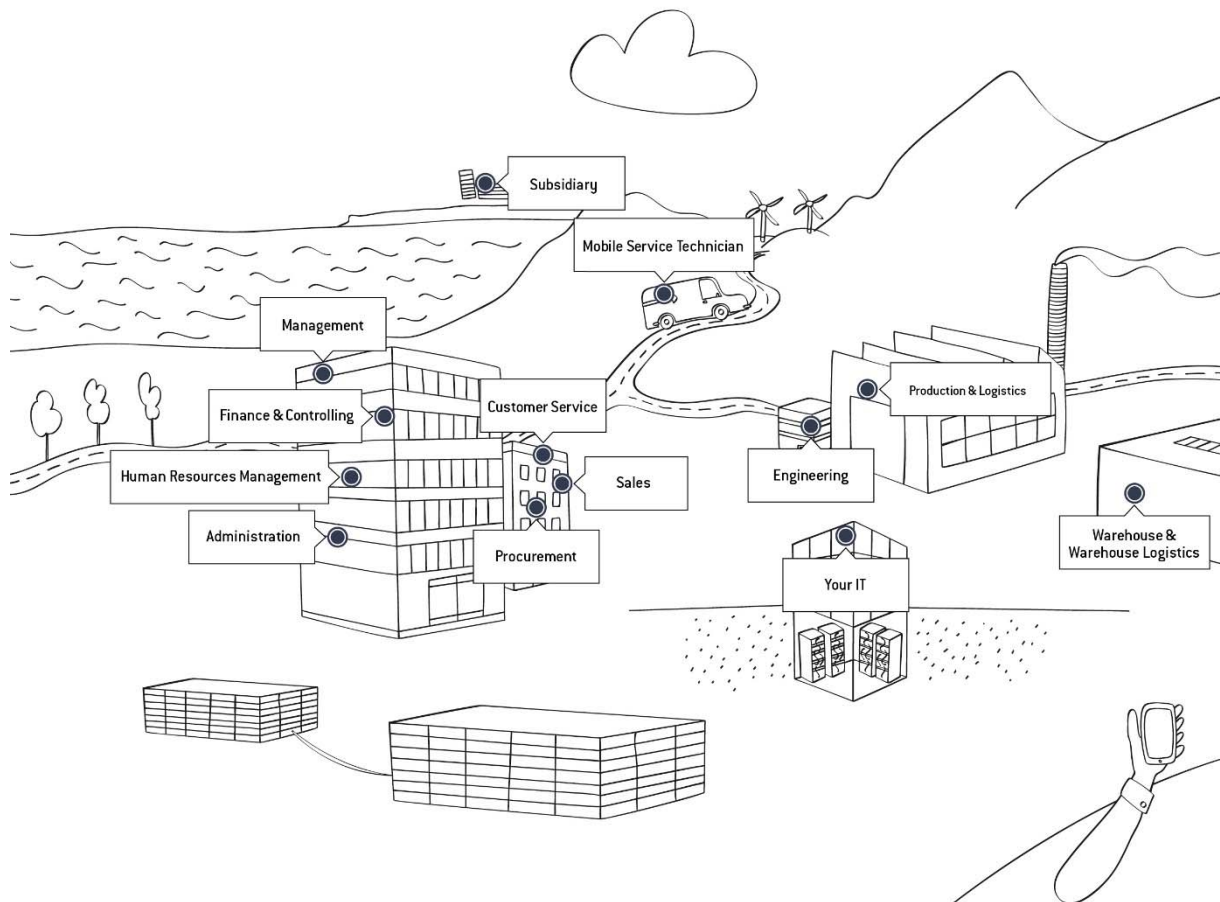 Subsidiary
Mobile Service Technician
Management
Finance & Controlling
Customer Service
Production & Logistics
Human Resources Management
Sales
Engineering
Administration
Procurement
Warehouse &
Warehouse Logistics
Your IT